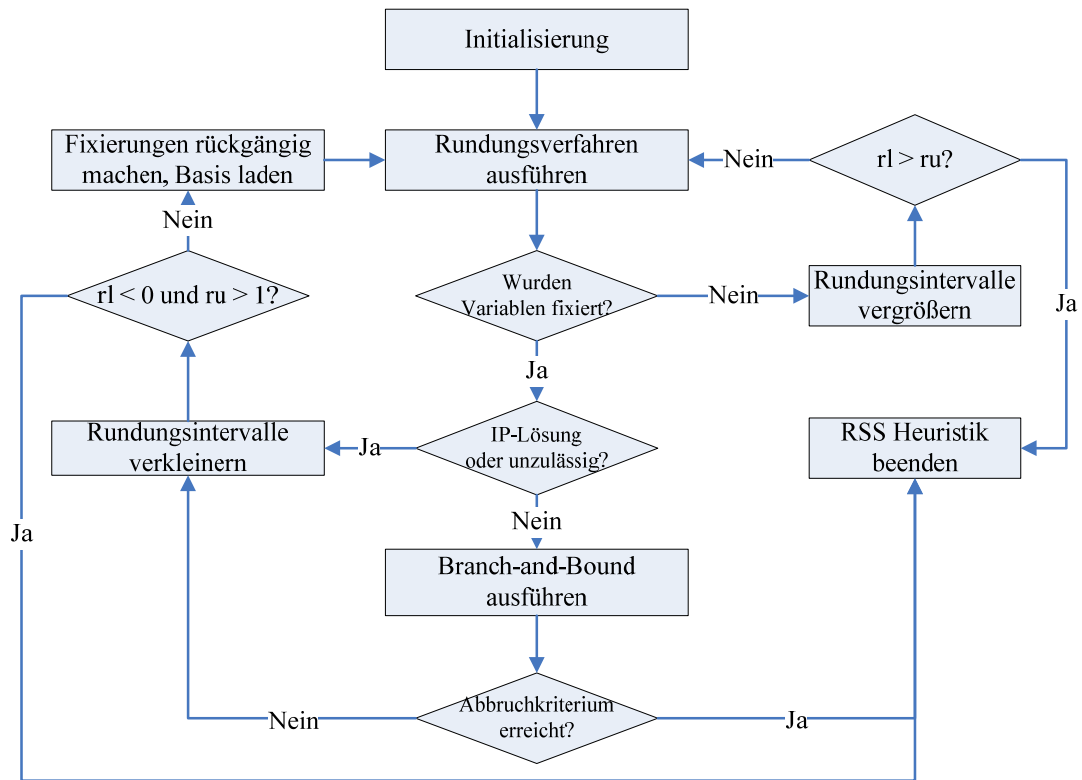 Initialisierung
Fixierungen rückgängig
machen, Basis laden
Rundungsverfahren
ausführen
Nein
rl > ru?
Nein
rl < 0 und ru > 1?
Wurden
Variablen fixiert?
Nein
Rundungsintervalle
vergrößern
Ja
Ja
Rundungsintervalle
verkleinern
Ja
IP-Lösung
oder unzulässig?
RSS Heuristik
beenden
Ja
Nein
Branch-and-Bound
ausführen
Nein
Abbruchkriterium
erreicht?
Ja